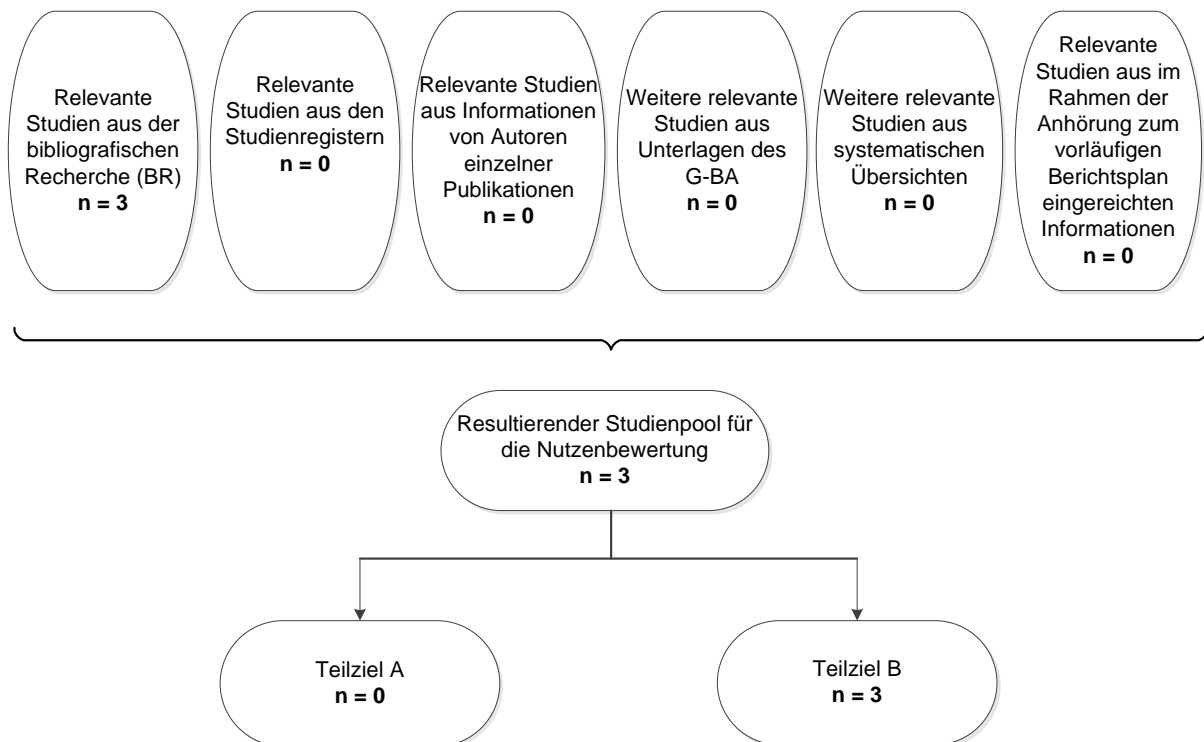 Relevante
Studien aus der
bibliografischen
Recherche (BR)
n = 3
Relevante
Studien aus den
Studienregistern
n = 0
Relevante Studien
aus Informationen
von Autoren
einzelner
Publikationen
n = 0
Weitere relevante
Studien aus
Unterlagen des
G-BA
n = 0
Weitere relevante
Studien aus
systematischen
Übersichten
n = 0
Relevante
Studien aus im
Rahmen der
Anhörung zum
vorläufigen
Berichtsplan
eingereichten
Informationen
n = 0
Resultierender Studienpool für
die Nutzenbewertung
n = 3
Teilziel A
n = 0
Teilziel B
n = 3